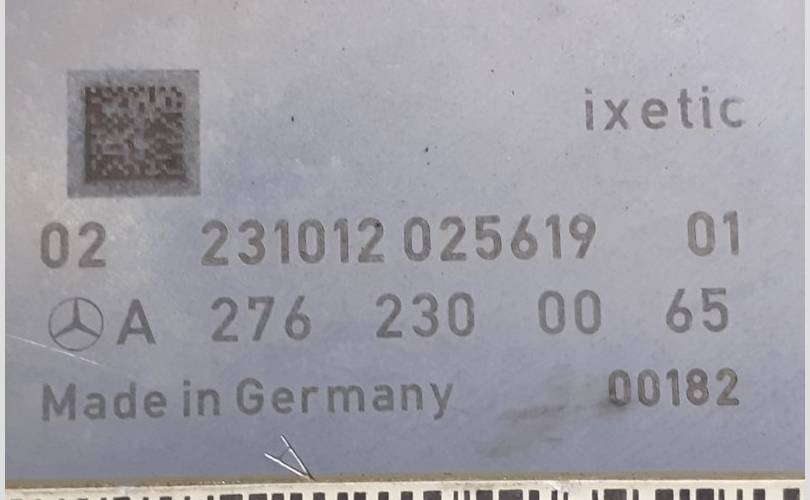 ixetic
02 231012 025619 01
A 276 230 00 65
Made in Germany 00182